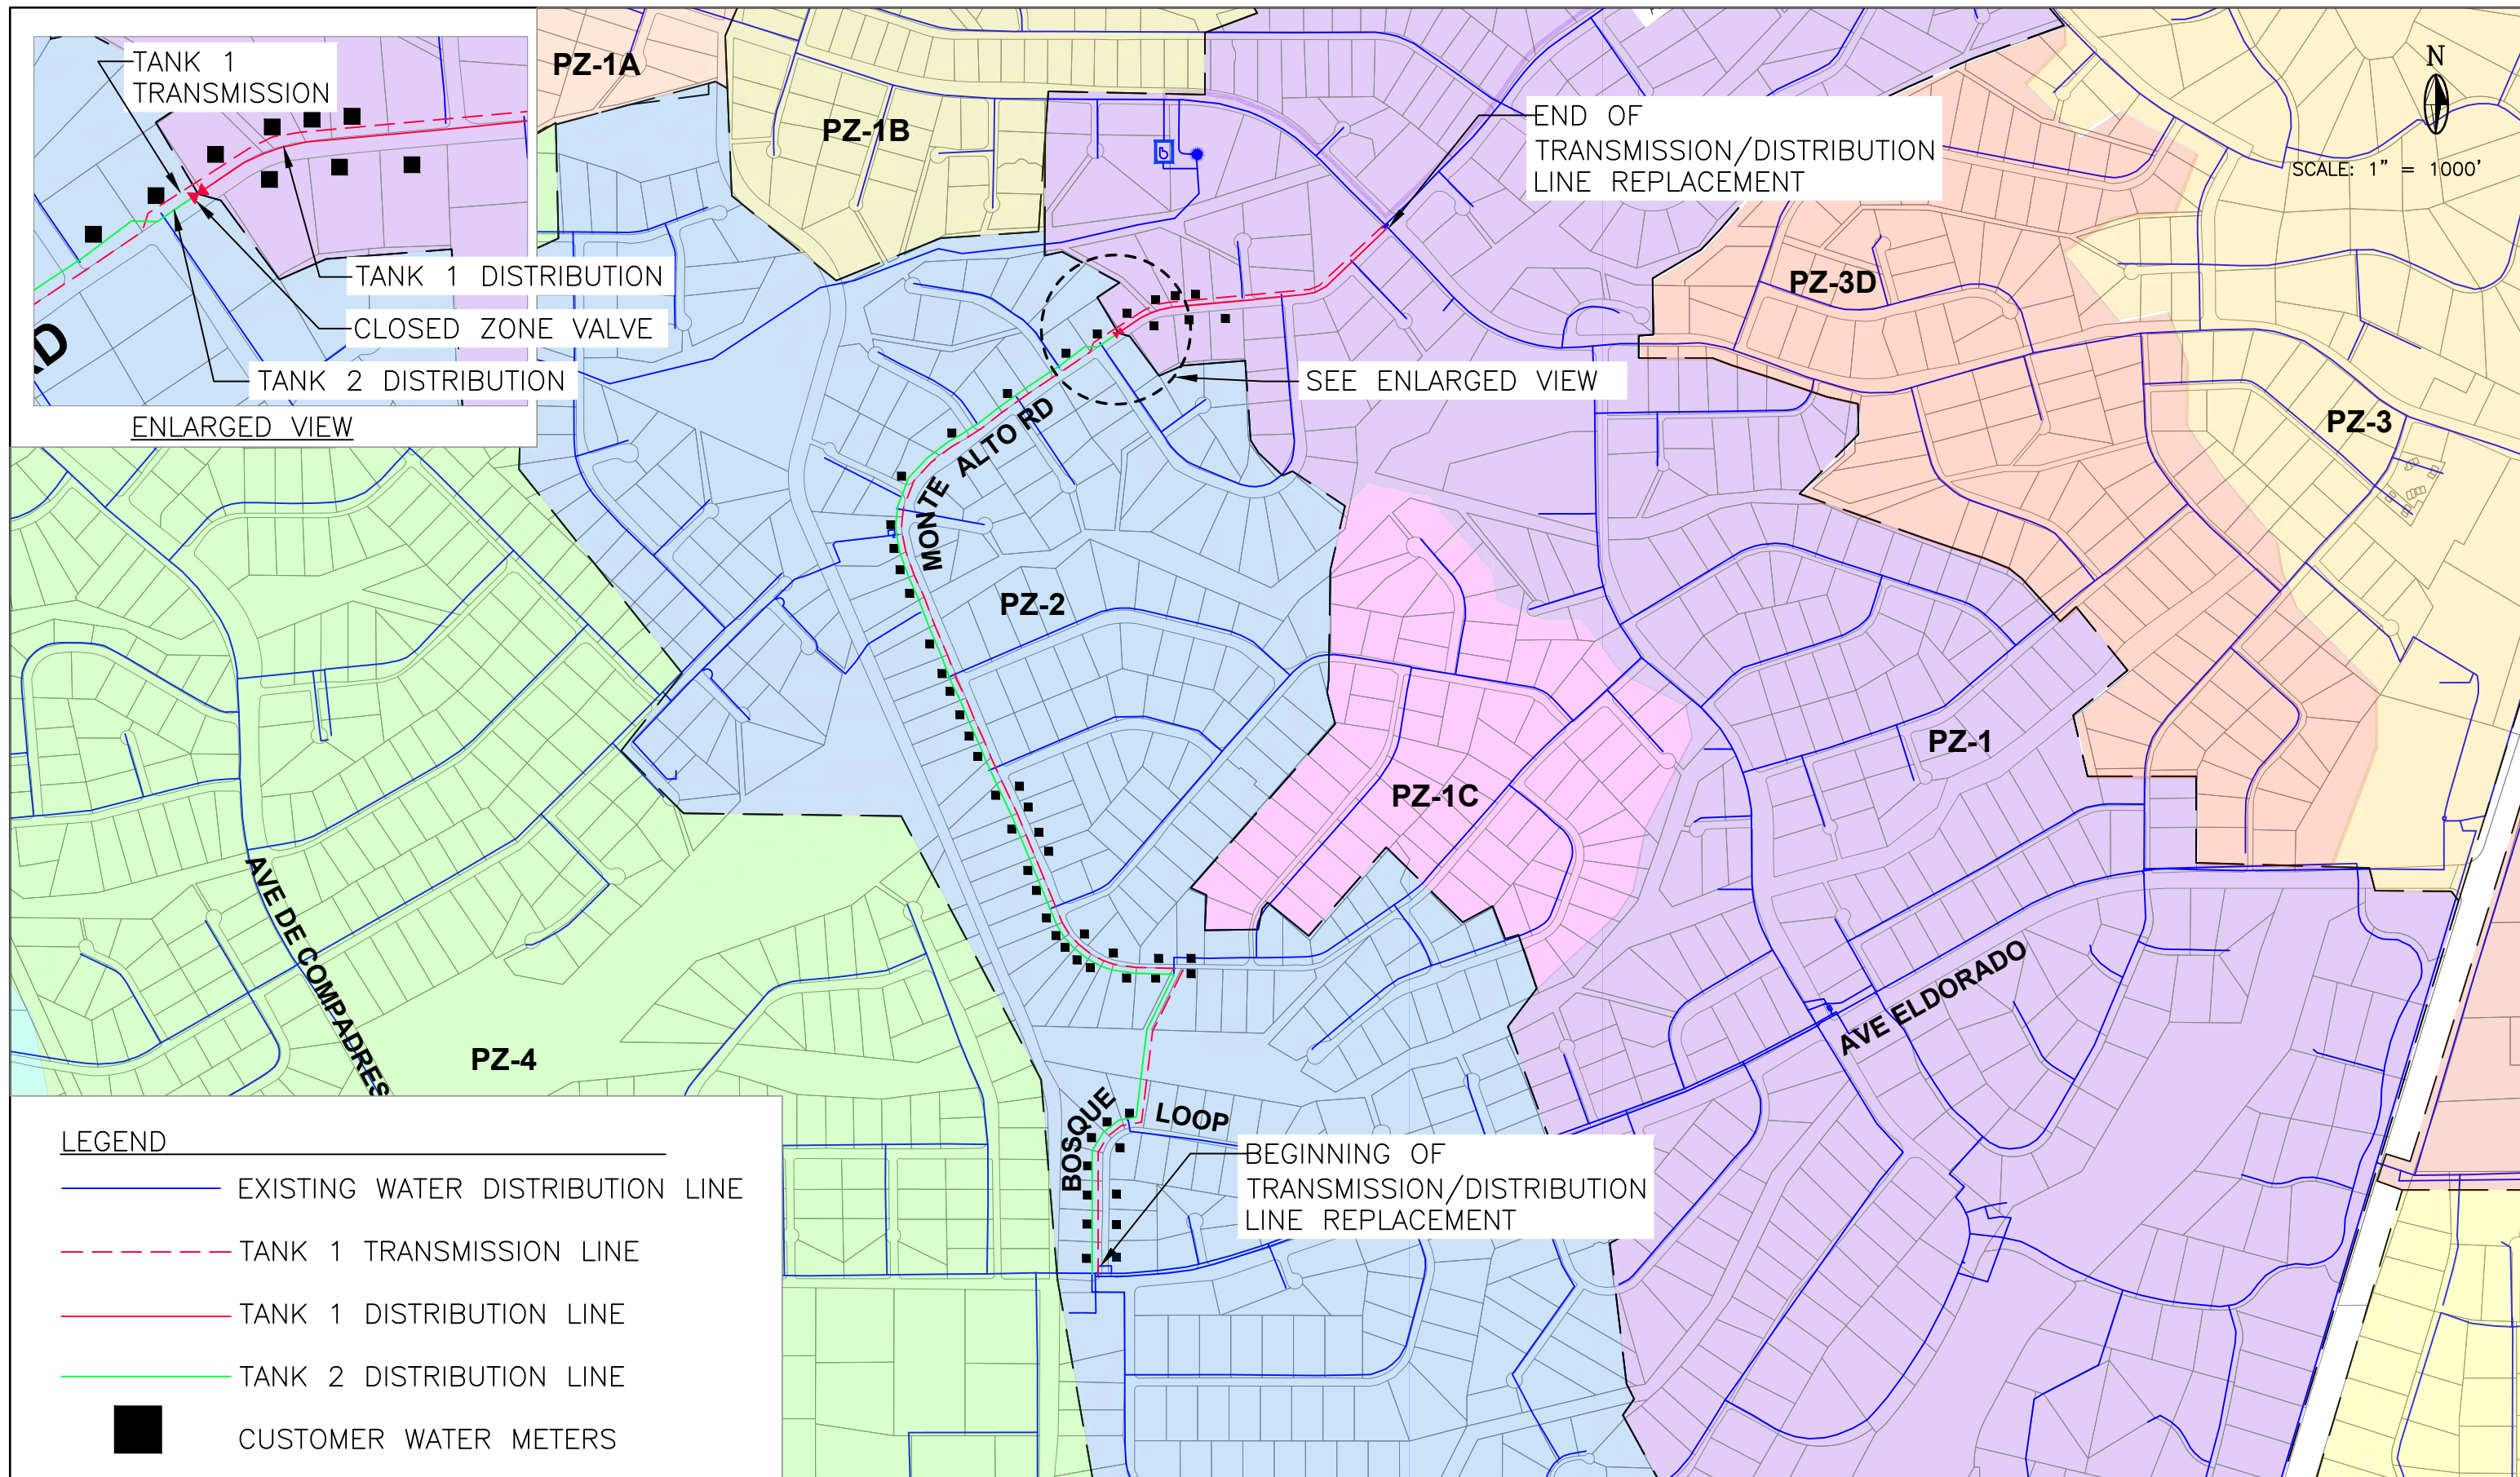 TANK 1
TRANSMISSION
TANK 1 DISTRIBUTION
CLOSED ZONE VALVE
TANK 2 DISTRIBUTION
RD
ENLARGED VIEW
PZ-1A
PZ-1B
END OF
TRANSMISSION/DISTRIBUTION
LINE REPLACEMENT
N
SCALE: 1" = 1000'
PZ-3D
SEE ENLARGED VIEW
PZ-3
MONTE ALTO RD
PZ-2
PZ-1
PZ-1C
AVE DE COMPADRES
AVE ELDORADO
PZ-4
BOSQUE LOOP
BEGINNING OF
TRANSMISSION/DISTRIBUTION
LINE REPLACEMENT
LEGEND
EXISTING WATER DISTRIBUTION LINE
TANK 1 TRANSMISSION LINE
TANK 1 DISTRIBUTION LINE
TANK 2 DISTRIBUTION LINE
CUSTOMER WATER METERS